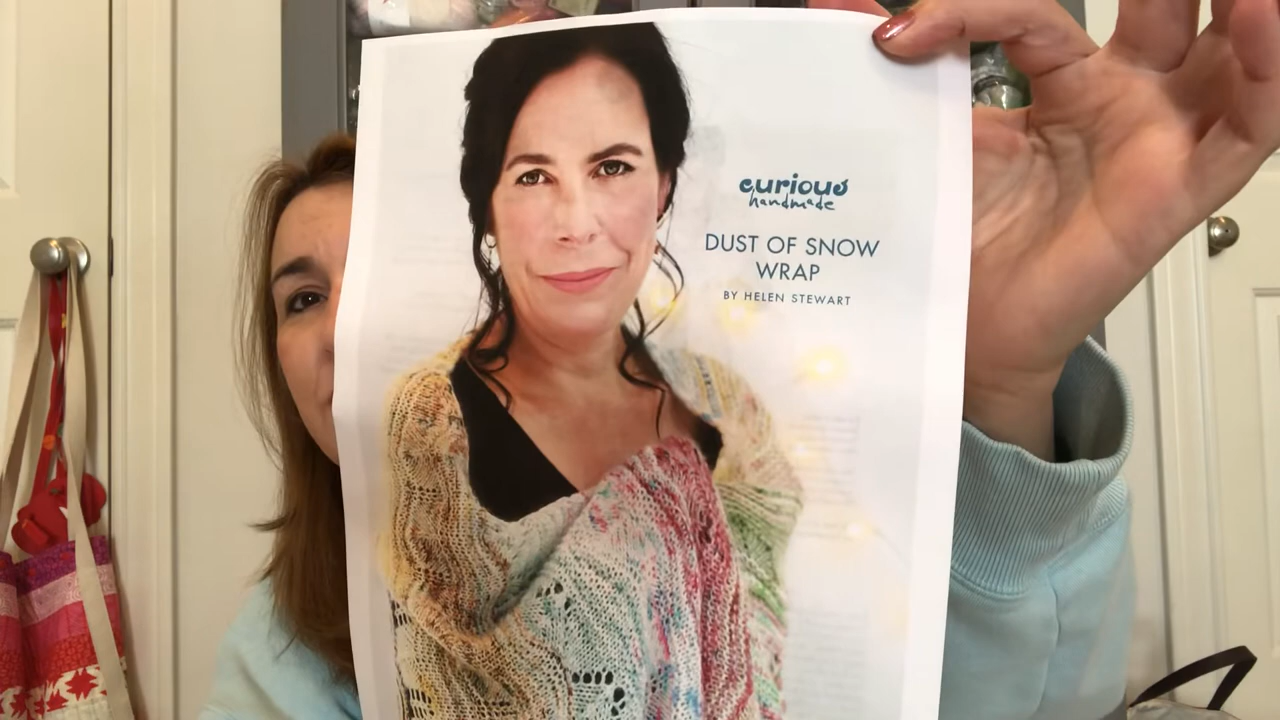 curious
handmade
DUST OF SNOW
WRAP
BY HELEN STEWART